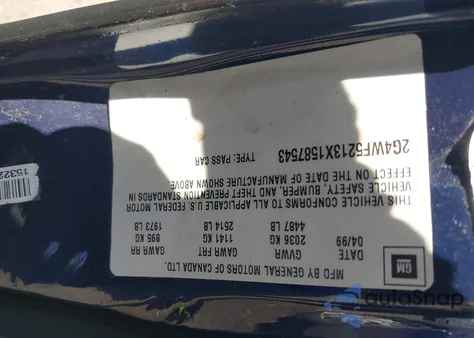 MFD BY GENERAL MOTORS OF CANADA LTD.
DATE GVWR GAWR FRT GAWR RR
04/99 2036 KG 1141 KG 895 KG
4487 LB 2514 LB 1973 LB
THIS VEHICLE CONFORMS TO ALL APPLICABLE U.S. FEDERAL MOTOR
VEHICLE SAFETY, BUMPER, AND THEFT PREVENTION STANDARDS IN
EFFECT ON THE DATE OF MANUFACTURE SHOWN ABOVE.
2G4WF5213X1587543 TYPE: PASS CAR
GM
15322
autoSnap